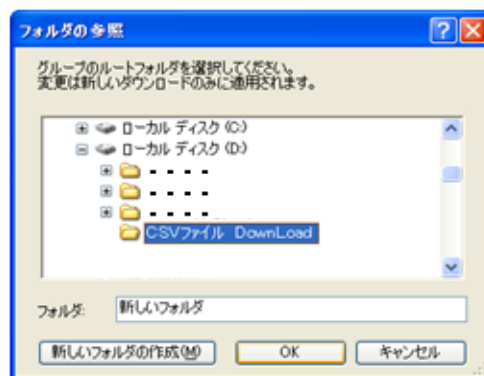 フォルダの参照
グループのルートフォルダを選択してください。
変更は新しいダウンロードのみに適用されます。
ローカル ディスク (C:)
ローカル ディスク (D:)
・・・・
・・・・
・・・・
CSVファイル DownLoad
フォルダ: 新しいフォルダ
新しいフォルダの作成(M) OK キャンセル